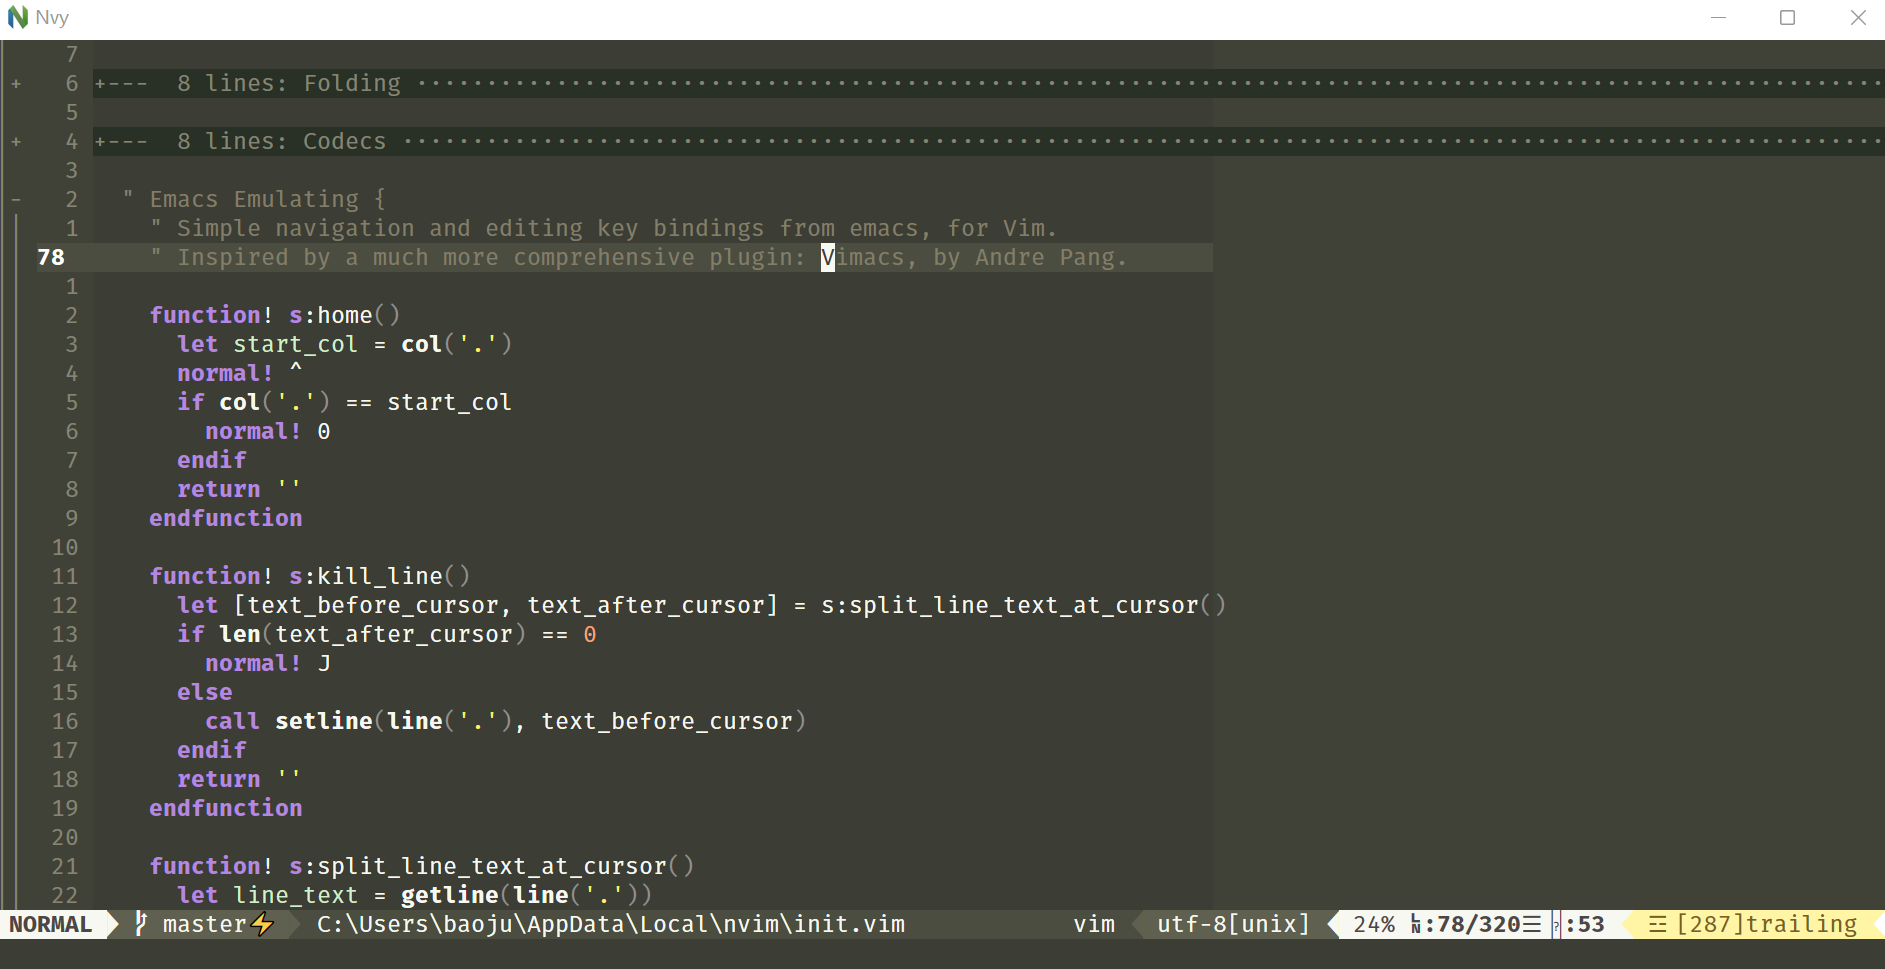 Nvy
7
+ 6 +--- 8 lines: Folding ····································································
5
+ 4 +--- 8 lines: Codecs ····································································
3
- 2 " Emacs Emulating {
1 " Simple navigation and editing key bindings from emacs, for Vim.
78 " Inspired by a much more comprehensive plugin: Vimacs, by Andre Pang.
1
2 function! s:home()
3 let start_col = col('.')
4 normal! ^
5 if col('.') == start_col
6 normal! 0
7 endif
8 return ''
9 endfunction
10
11 function! s:kill_line()
12 let [text_before_cursor, text_after_cursor] = s:split_line_text_at_cursor()
13 if len(text_after_cursor) == 0
14 normal! J
15 else
16 call setline(line('.'), text_before_cursor)
17 endif
18 return ''
19 endfunction
20
21 function! s:split_line_text_at_cursor()
22 let line_text = getline(line('.'))
NORMAL master⚡ C:\Users\baoju\AppData\Local\nvim\init.vim vim utf-8[unix] 24% :78/320☰ :53 ☲ [287]trailing